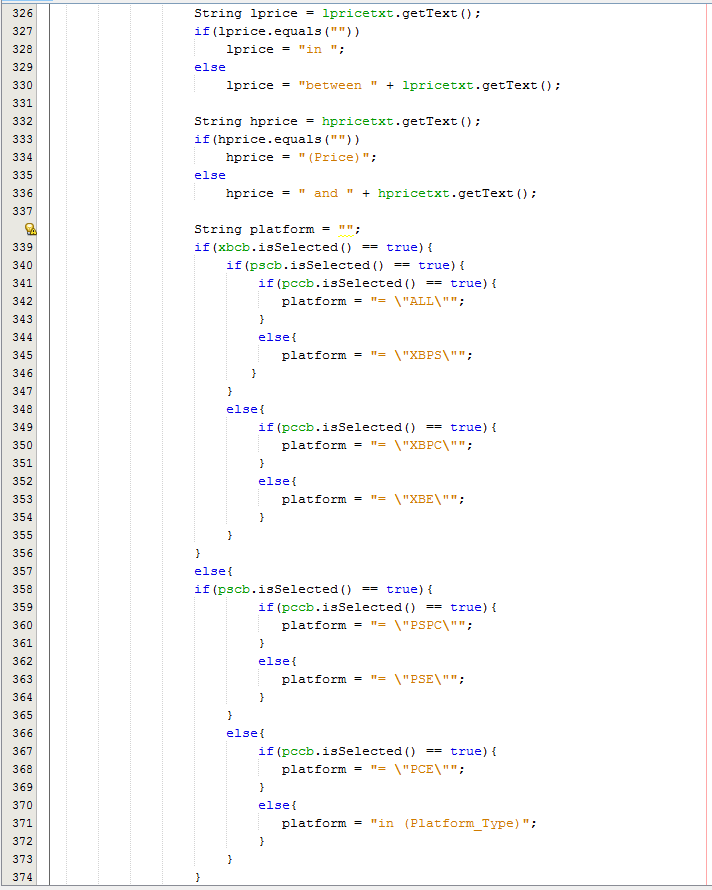 326 String lprice = lpricetxt.getText();
327 if(lprice.equals(""))
328 lprice = "in ";
329 else
330 lprice = "between " + lpricetxt.getText();
331
332 String hprice = hpricetxt.getText();
333 if(hprice.equals(""))
334 hprice = "(Price)";
335 else
336 hprice = " and " + hpricetxt.getText();
337
String platform = "";
339 if(xbcb.isSelected() == true){
340 if(pscb.isSelected() == true){
341 if(pccb.isSelected() == true){
342 platform = "= \"ALL\"";
343 }
344 else{
345 platform = "= \"XBPS\"";
346 }
347 }
348 else{
349 if(pccb.isSelected() == true){
350 platform = "= \"XBPC\"";
351 }
352 else{
353 platform = "= \"XBE\"";
354 }
355 }
356 }
357 else{
358 if(pscb.isSelected() == true){
359 if(pccb.isSelected() == true){
360 platform = "= \"PSPC\"";
361 }
362 else{
363 platform = "= \"PSE\"";
364 }
365 }
366 else{
367 if(pccb.isSelected() == true){
368 platform = "= \"PCE\"";
369 }
370 else{
371 platform = "in (Platform_Type)";
372 }
373 }
374 }